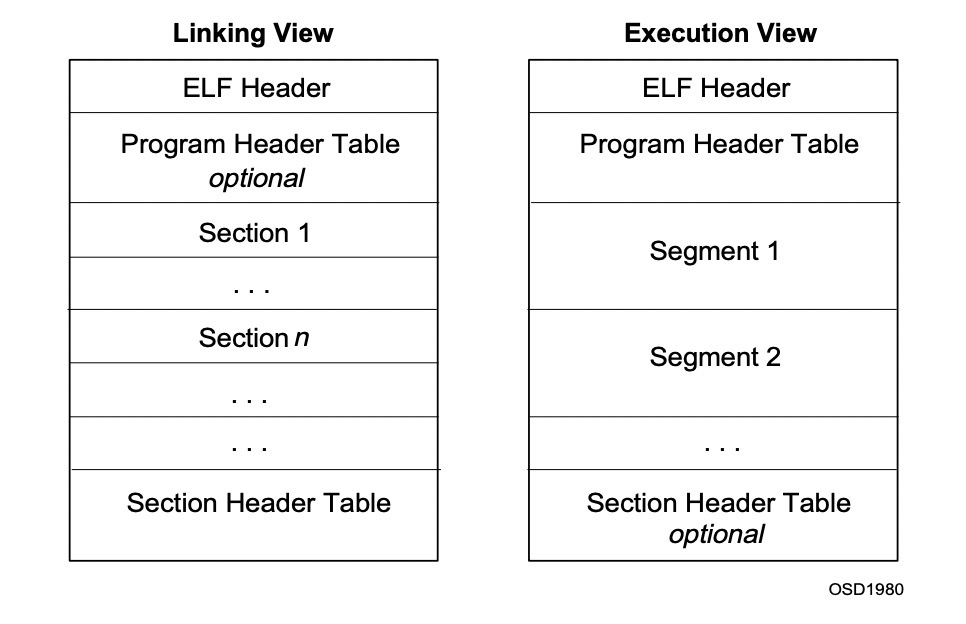 Linking View
ELF Header
Program Header Table
optional
Section 1
. . .
Section n
. . .
. . .
Section Header Table
Execution View
ELF Header
Program Header Table
Segment 1
Segment 2
. . .
Section Header Table
optional
OSD1980